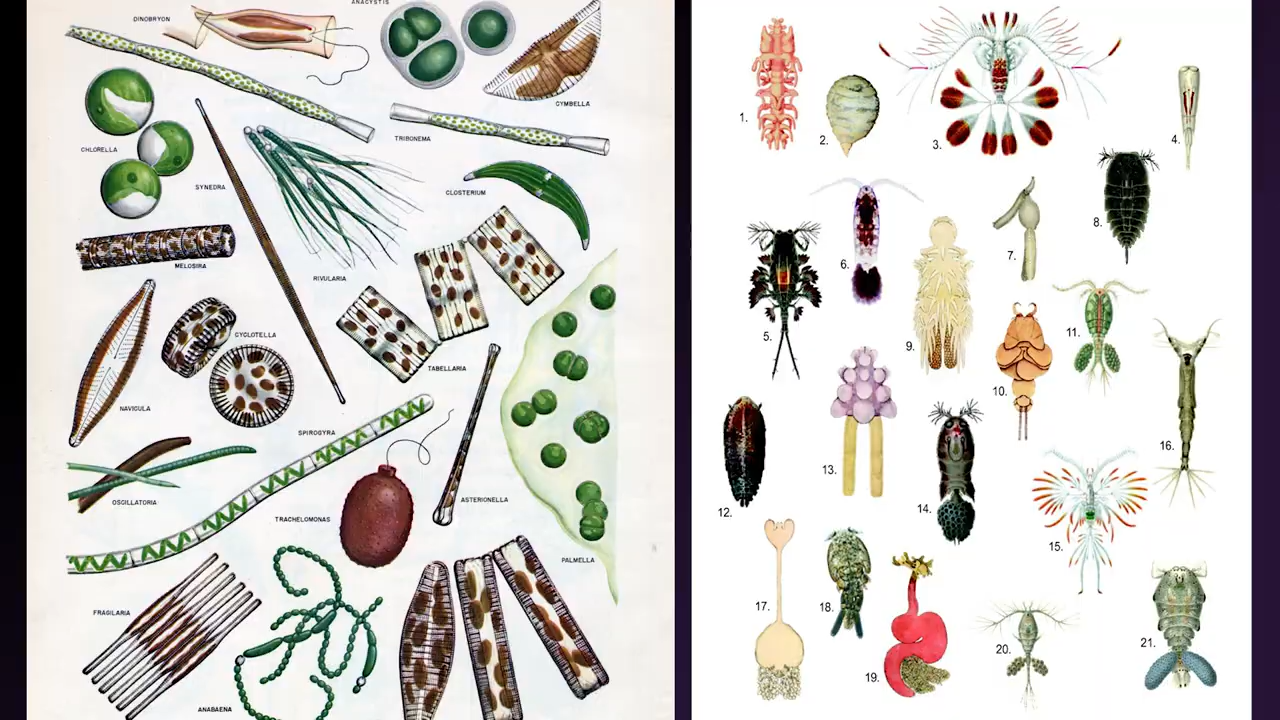 ANACYSTIS
DINOBRYON
CYMBELLA
TRIBONEMA
CHLORELLA
SYNEDRA
CLOSTERIUM
MELOSIRA
RIVULARIA
CYCLOTELLA
TABELLARIA
NAVICULA
SPIROGYRA
OSCILLATORIA
ASTERIONELLA
TRACHELOMONAS
PALMELLA
FRAGILARIA
ANABAENA
1.
2.
3.
4.
5.
6.
7.
8.
9.
10.
11.
12.
13.
14.
15.
16.
17.
18.
19.
20.
21.